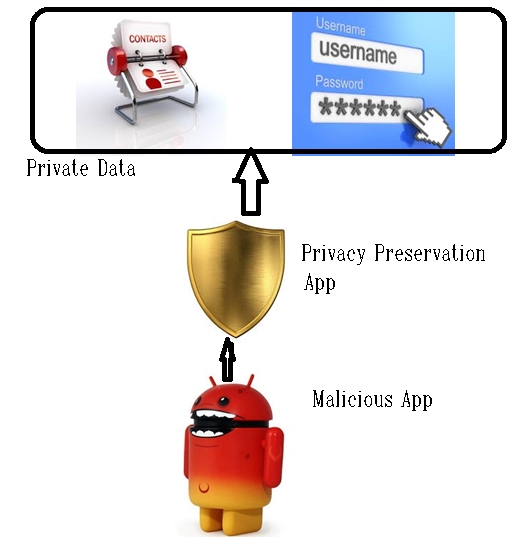 CONTACTS
Username
username
Password
******
Private Data
Privacy Preservation
App
Malicious App